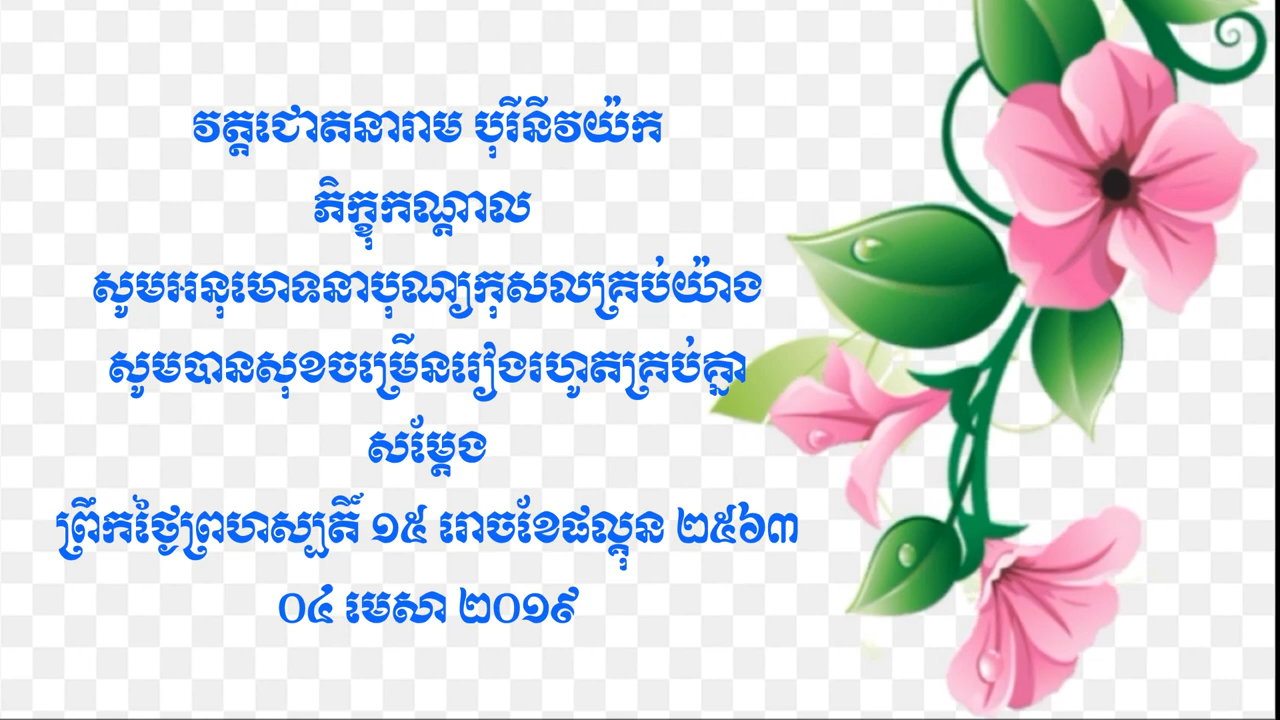 វត្តជោតនារាម បុរីនីវយ៉ក
ភិក្ខុកណ្ដាល
សូមអនុមោទនាបុណ្យកុសលគ្រប់យ៉ាង
សូមបានសុខចម្រើនរៀងរហូតគ្រប់គ្នា
សម្ដែង
ព្រឹកថ្ងៃព្រហស្បតិ៍ ១៥ រោចខែផល្គុន ២៥៦៣
០៤ មេសា ២០១៩